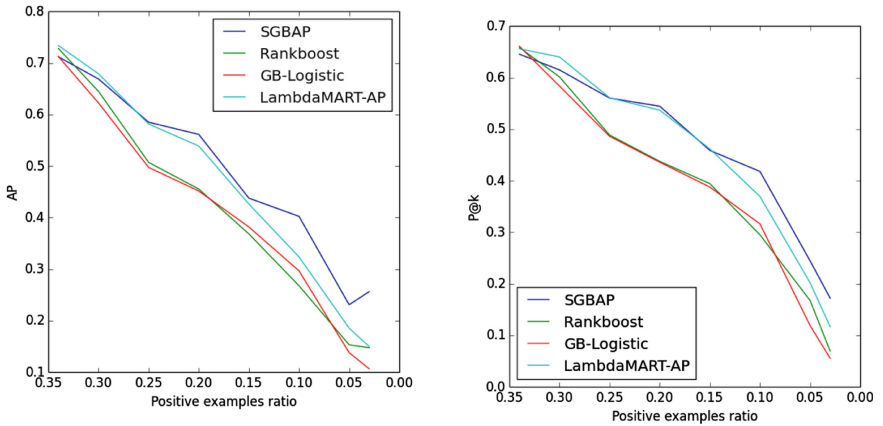 0.8
0.7
0.6
0.5
0.4
0.3
0.2
0.1
AP
0.35 0.30 0.25 0.20 0.15 0.10 0.05 0.00
Positive examples ratio
SGBAP
Rankboost
GB-Logistic
LambdaMART-AP
0.7
0.6
0.5
0.4
0.3
0.2
0.1
0.0
P@k
0.35 0.30 0.25 0.20 0.15 0.10 0.05 0.00
Positive examples ratio
SGBAP
Rankboost
GB-Logistic
LambdaMART-AP